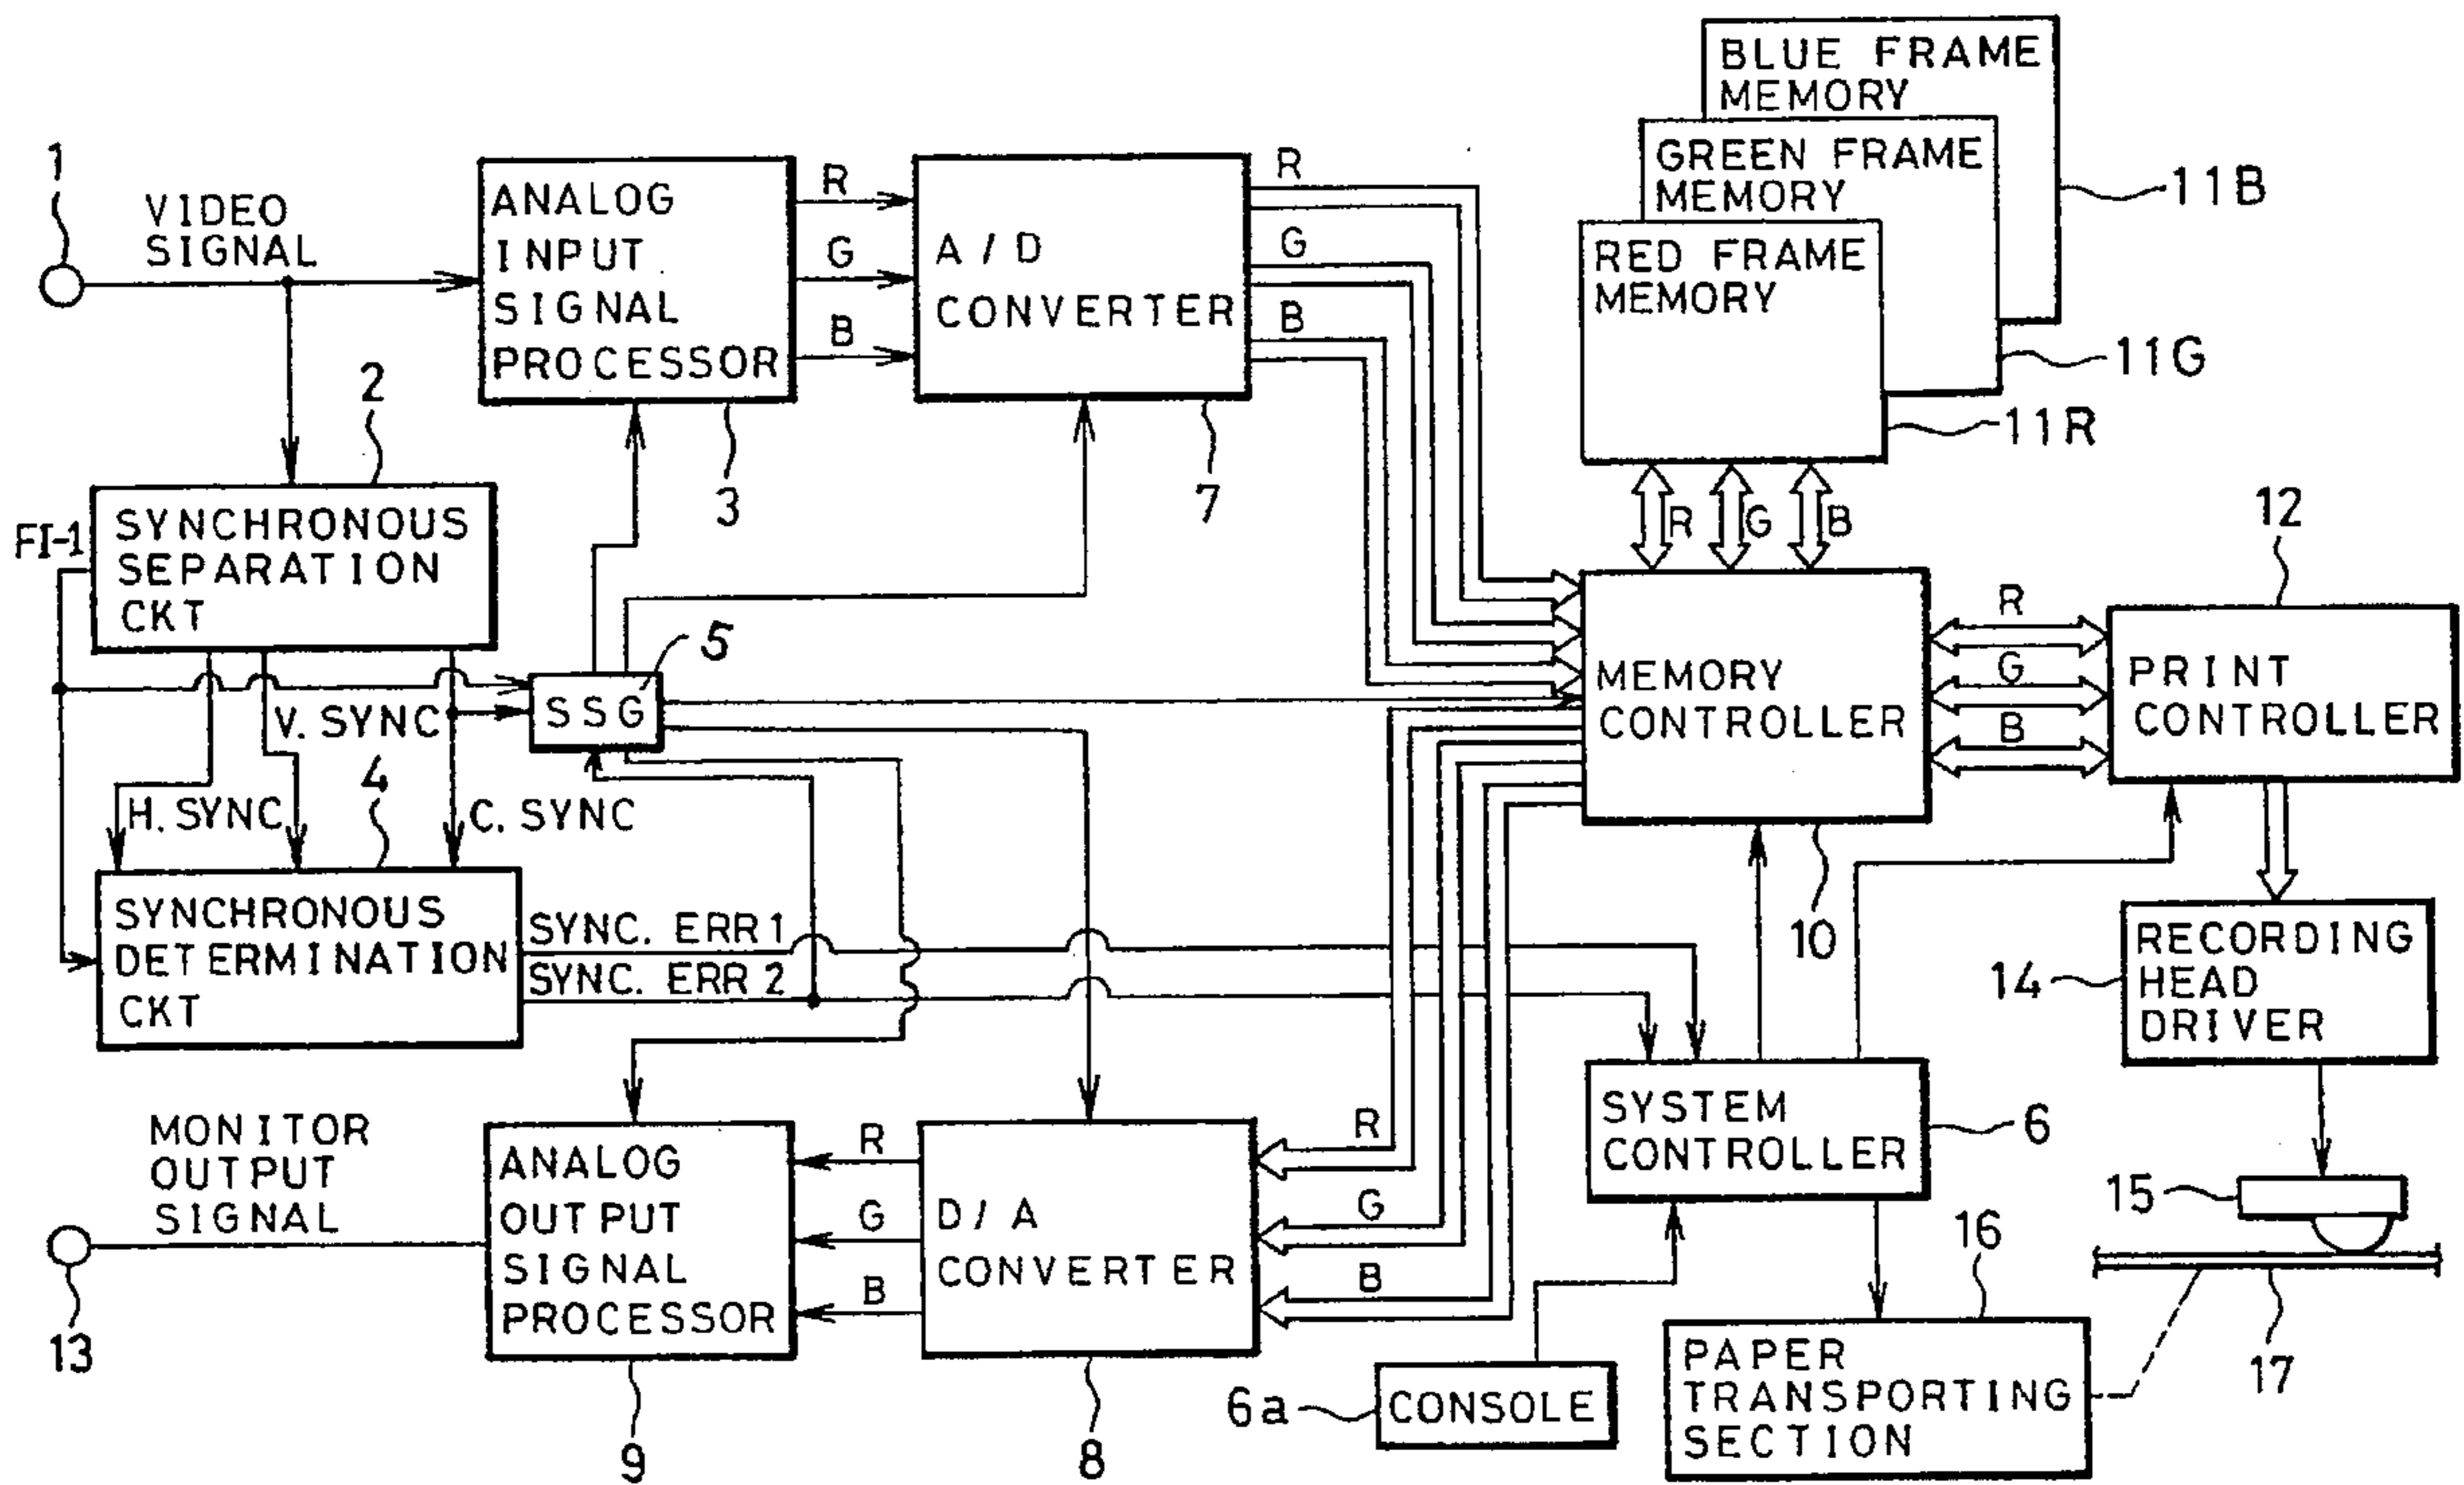 1
VIDEO
SIGNAL
2
FI-1
SYNCHRONOUS
SEPARATION
CKT
ANALOG
INPUT
SIGNAL
PROCESSOR
3
R
G
B
A/D
CONVERTER
7
R
G
B
BLUE FRAME
MEMORY
11B
GREEN FRAME
MEMORY
11G
RED FRAME
MEMORY
11R
R
G
B
V. SYNC
H. SYNC
C. SYNC
5
SSG
4
SYNCHRONOUS
DETERMINATION
CKT
SYNC. ERR 1
SYNC. ERR 2
MEMORY
CONTROLLER
10
R
G
B
12
PRINT
CONTROLLER
14
RECORDING
HEAD
DRIVER
SYSTEM
CONTROLLER
6
15
16
17
MONITOR
OUTPUT
SIGNAL
13
ANALOG
OUTPUT
SIGNAL
PROCESSOR
9
R
G
B
D/A
CONVERTER
8
R
G
B
6a
CONSOLE
PAPER
TRANSPORTING
SECTION